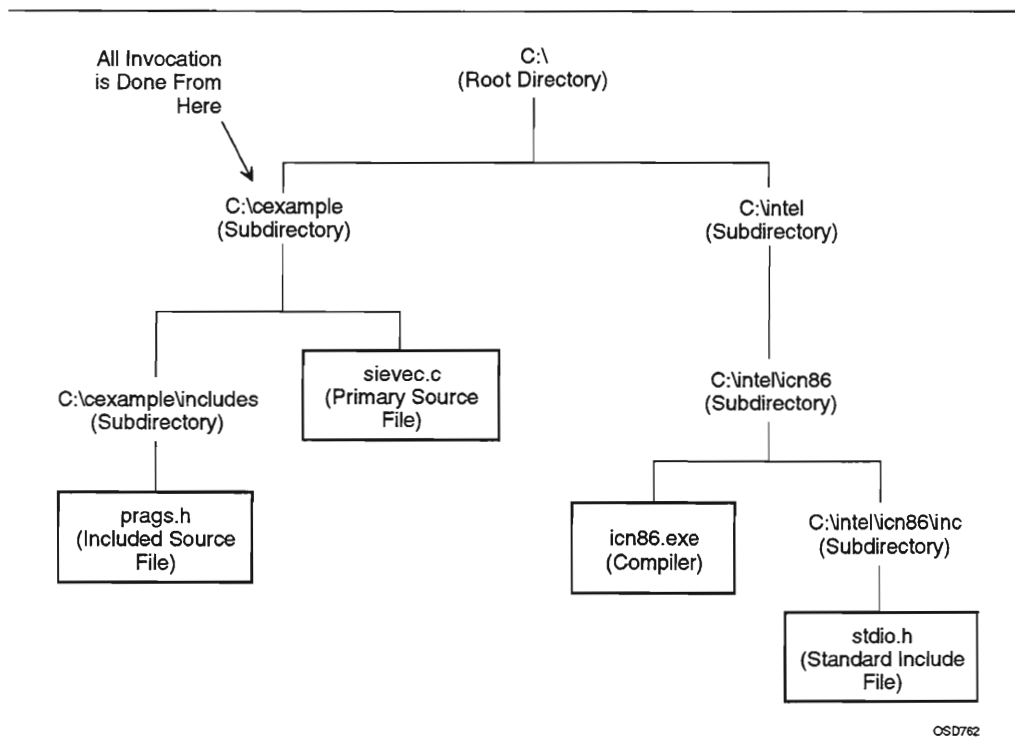 All Invocation
is Done From
Here
C:\
(Root Directory)
C:\cexample
(Subdirectory)
C:\intel
(Subdirectory)
C:\cexample\includes
(Subdirectory)
sievec.c
(Primary Source
File)
C:\intel\icn86
(Subdirectory)
prags.h
(Included Source
File)
icn86.exe
(Compiler)
C:\intel\icn86\inc
(Subdirectory)
stdio.h
(Standard Include
File)
OSD762